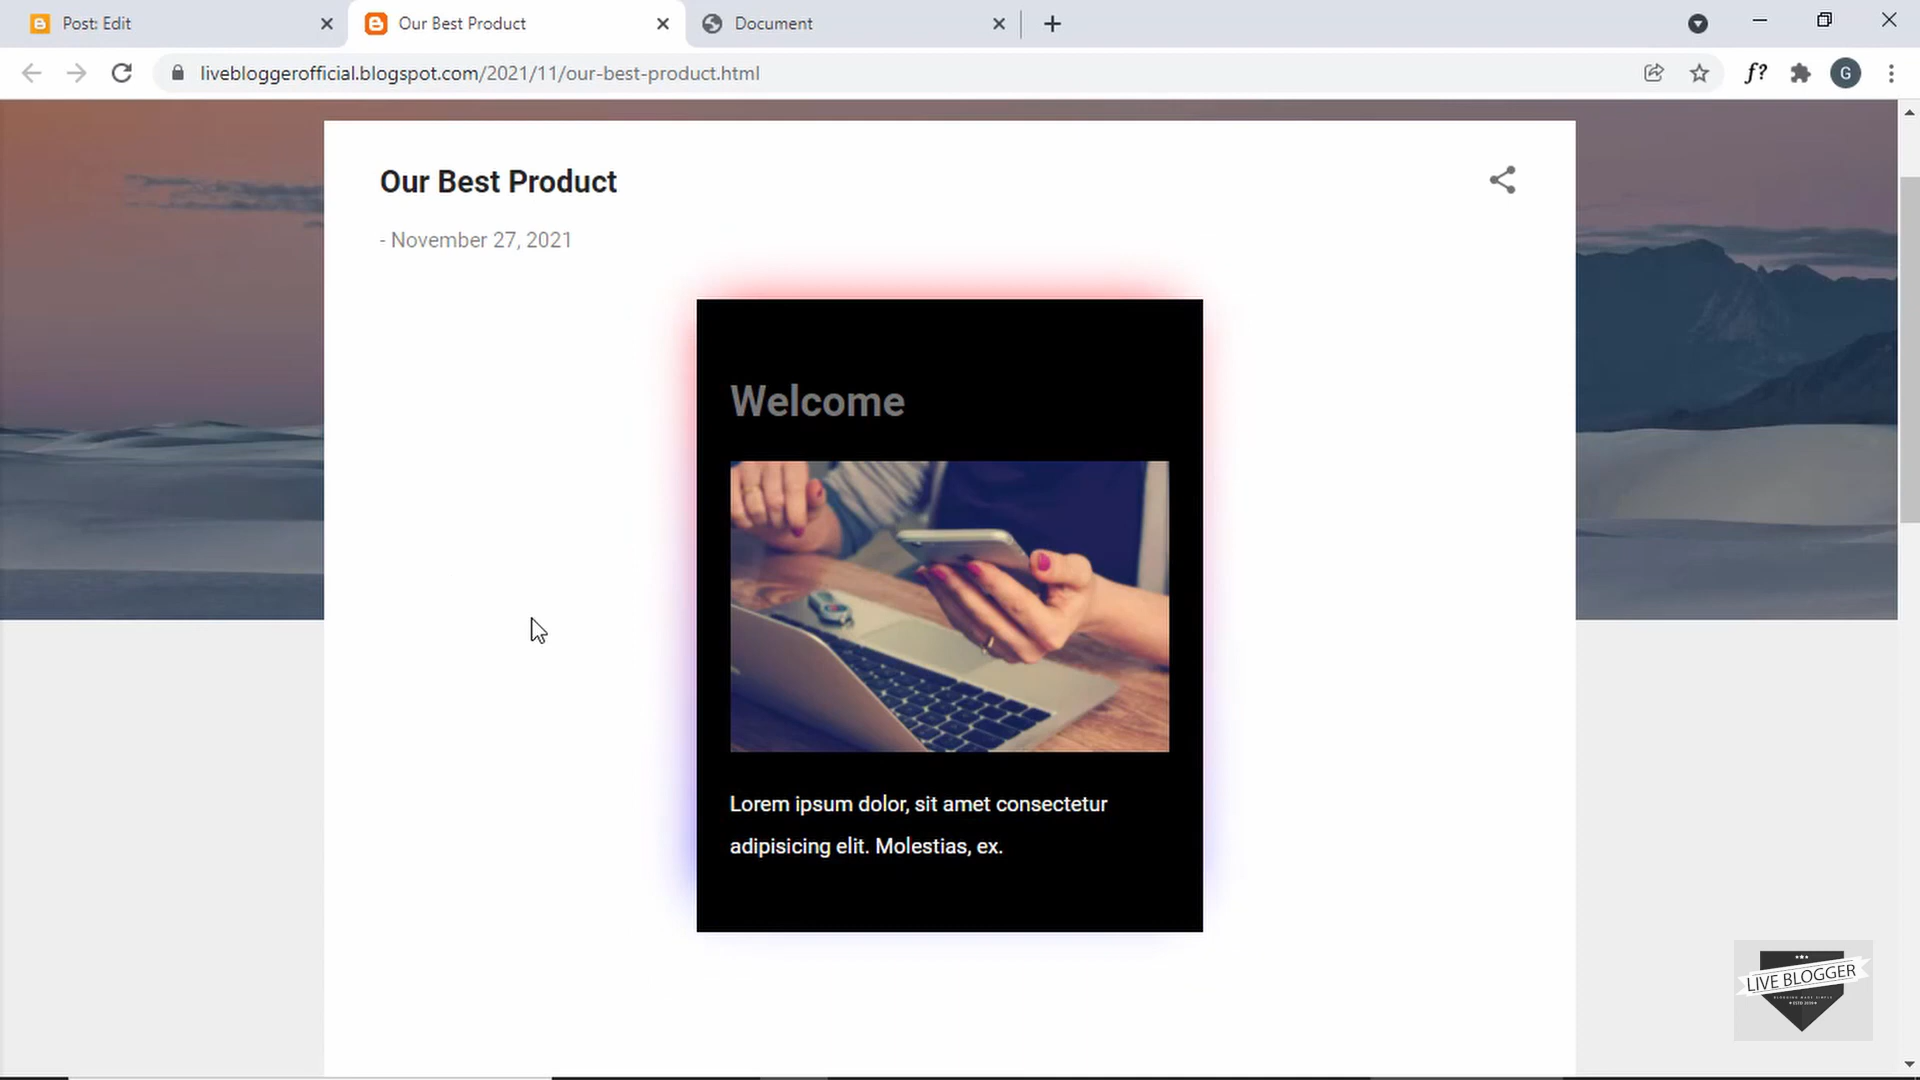 Post: Edit
Our Best Product
Document
livebloggerofficial.blogspot.com/2021/11/our-best-product.html
f?
G
Our Best Product
- November 27, 2021
Welcome
Lorem ipsum dolor, sit amet consectetur
adipisicing elit. Molestias, ex.
LIVE BLOGGER